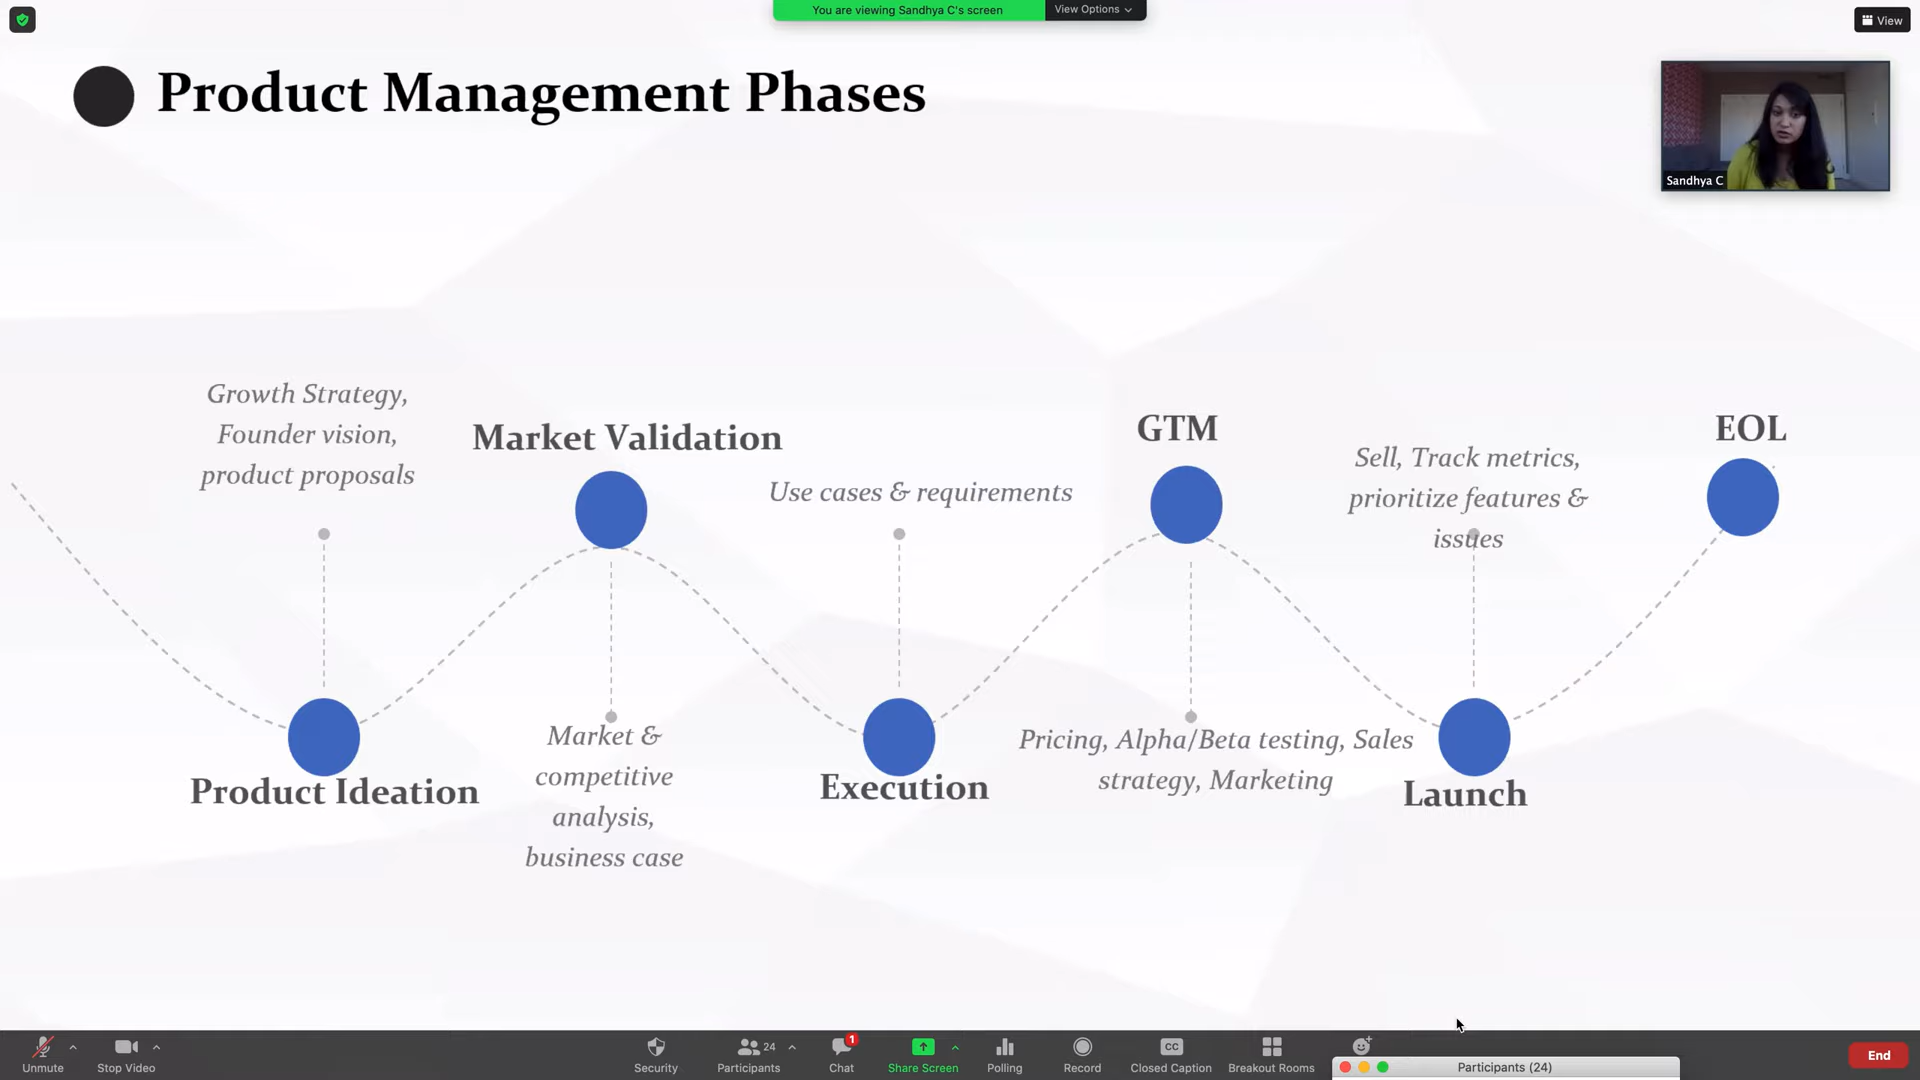 You are viewing Sandhya C's screen
View Options
View
Product Management Phases
Sandhya C
Growth Strategy,
Founder vision,
product proposals
Market Validation
Use cases & requirements
GTM
Sell, Track metrics,
prioritize features &
issues
EOL
Product Ideation
Market &
competitive
analysis,
business case
Execution
Pricing, Alpha/Beta testing, Sales
strategy, Marketing
Launch
Unmute
Stop Video
Security
24
Participants
1
Chat
Share Screen
Polling
Record
CC
Closed Caption
Breakout Rooms
Participants (24)
End